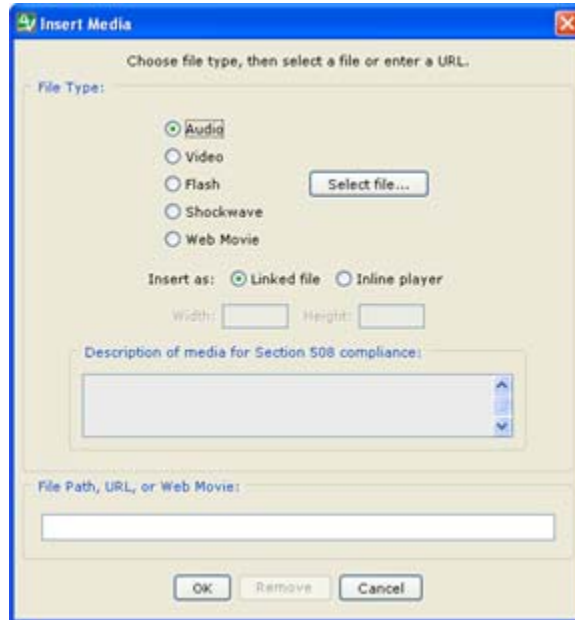 Insert Media
Choose file type, then select a file or enter a URL.
File Type:
Audio
Video
Flash
Select file...
Shockwave
Web Movie
Insert as: Linked file Inline player
Width: Height:
Description of media for Section 508 compliance:
File Path, URL, or Web Movie:
OK Remove Cancel